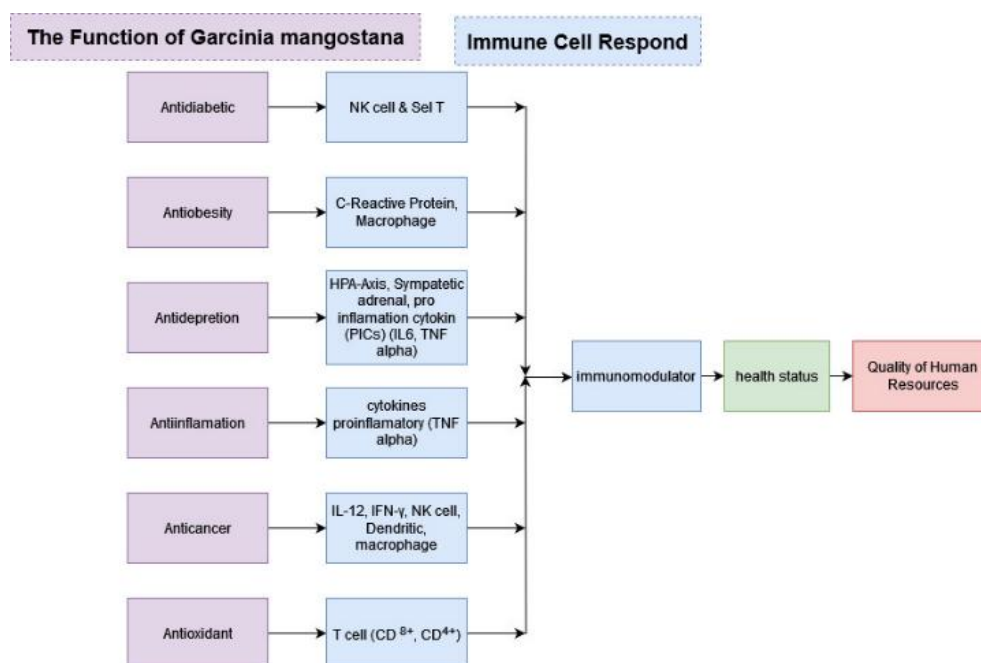 The Function of Garcinia mangostana
Immune Cell Respond
Antidiabetic
NK cell & Sel T
Antiobesity
C-Reactive Protein,
Macrophage
Antidepretion
HPA-Axis, Sympatetic
adrenal, pro
inflamation cytokin
(PICs) (IL6, TNF
alpha)
Antiinflamation
cytokines
proinflamatory (TNF
alpha)
Anticancer
IL-12, IFN-γ, NK cell,
Dendritic,
macrophage
Antioxidant
T cell (CD 8+, CD4+)
immunomodulator
health status
Quality of Human
Resources